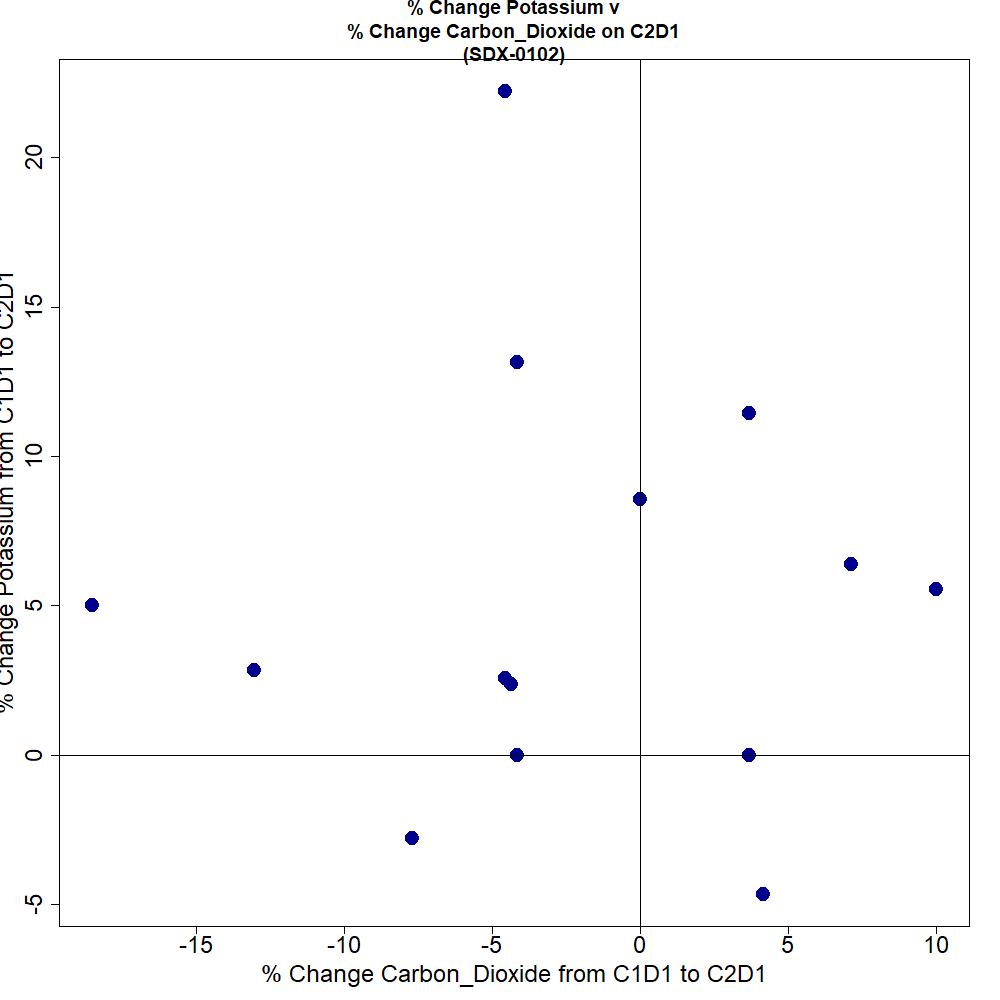 % Change Potassium v
% Change Carbon_Dioxide on C2D1
(SDX-0102)
% Change Potassium from C1D1 to C2D1
20
15
10
5
0
-5
-15
-10
-5
0
5
10
% Change Carbon_Dioxide from C1D1 to C2D1